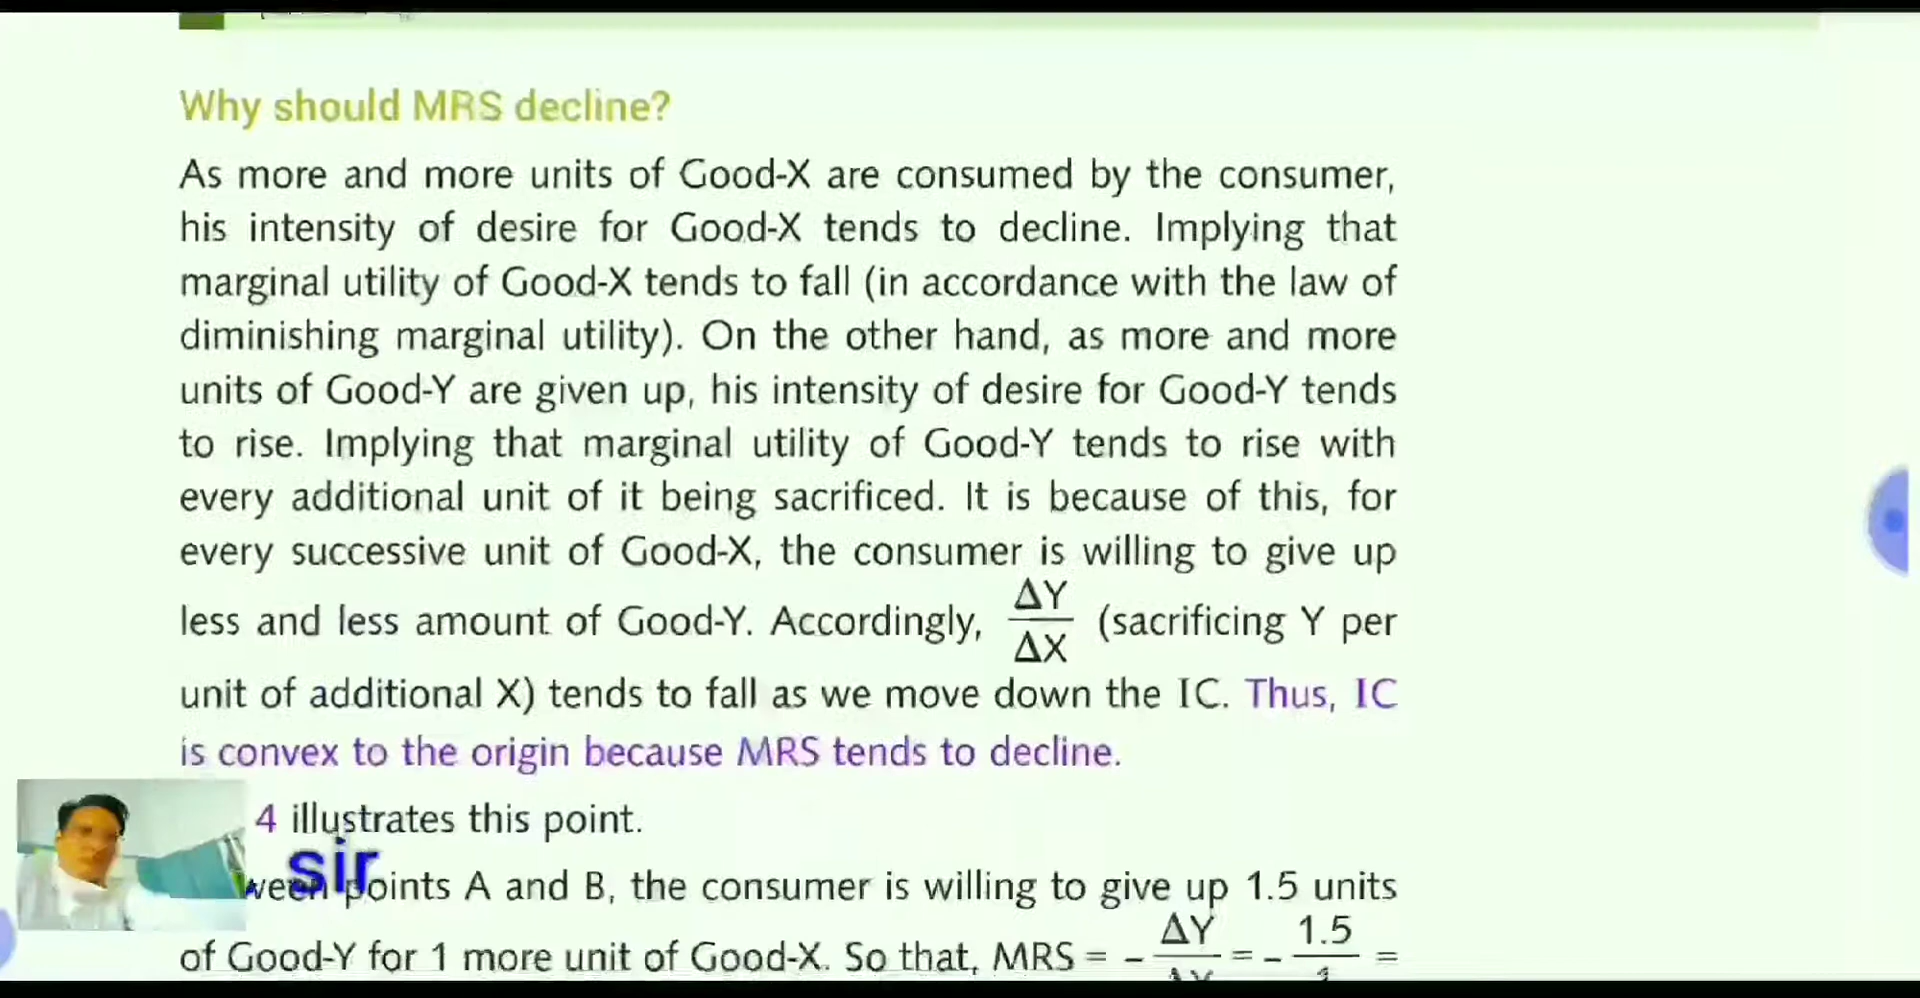 Why should MRS decline?
As more and more units of Good-X are consumed by the consumer,
his intensity of desire for Good-X tends to decline. Implying that
marginal utility of Good-X tends to fall (in accordance with the law of
diminishing marginal utility). On the other hand, as more and more
units of Good-Y are given up, his intensity of desire for Good-Y tends
to rise. Implying that marginal utility of Good-Y tends to rise with
every additional unit of it being sacrificed. It is because of this, for
every successive unit of Good-X, the consumer is willing to give up
less and less amount of Good-Y. Accordingly, ΔY/ΔX (sacrificing Y per
unit of additional X) tends to fall as we move down the IC. Thus, IC
is convex to the origin because MRS tends to decline.
4 illustrates this point.
sir
points A and B, the consumer is willing to give up 1.5 units
of Good-Y for 1 more unit of Good-X. So that, MRS = - ΔY/ΔX = - 1.5/1 =